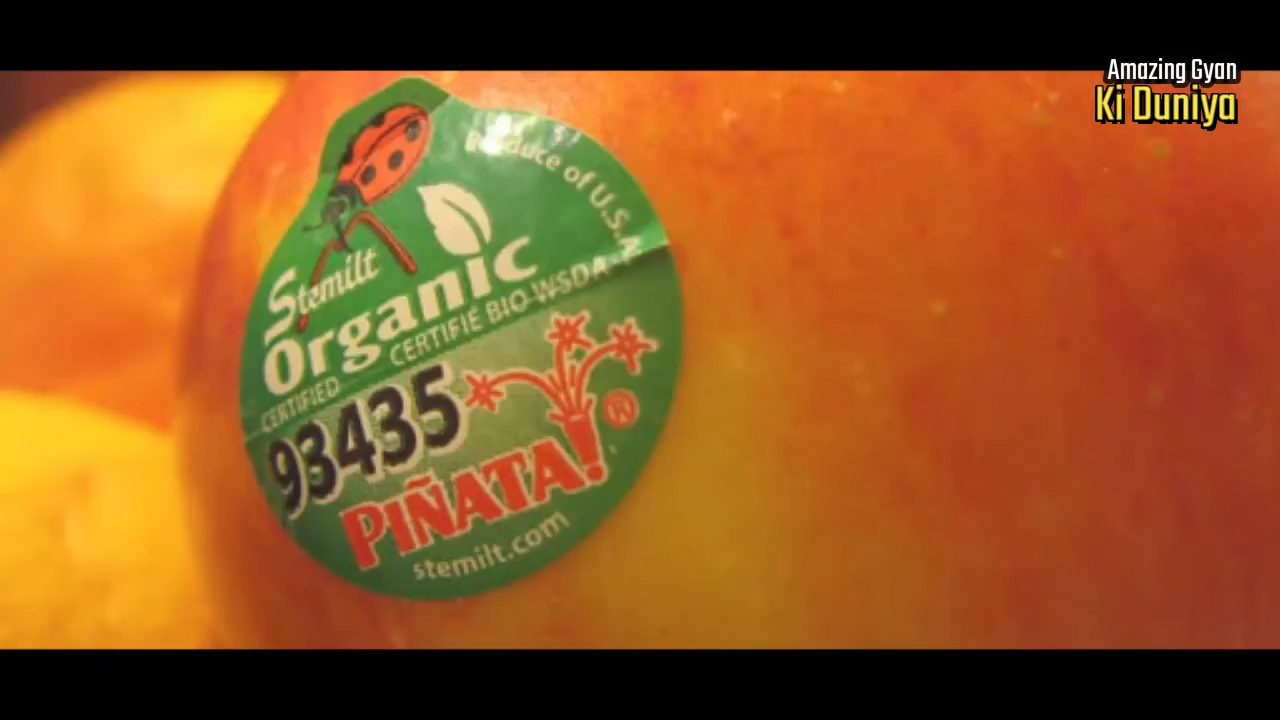 Amazing Gyan
Ki Duniya
Produce of U.S.A.
Stemilt
Organic
CERTIFIED CERTIFIÉ BIO WSDA
93435
PIÑATA!®
stemilt.com